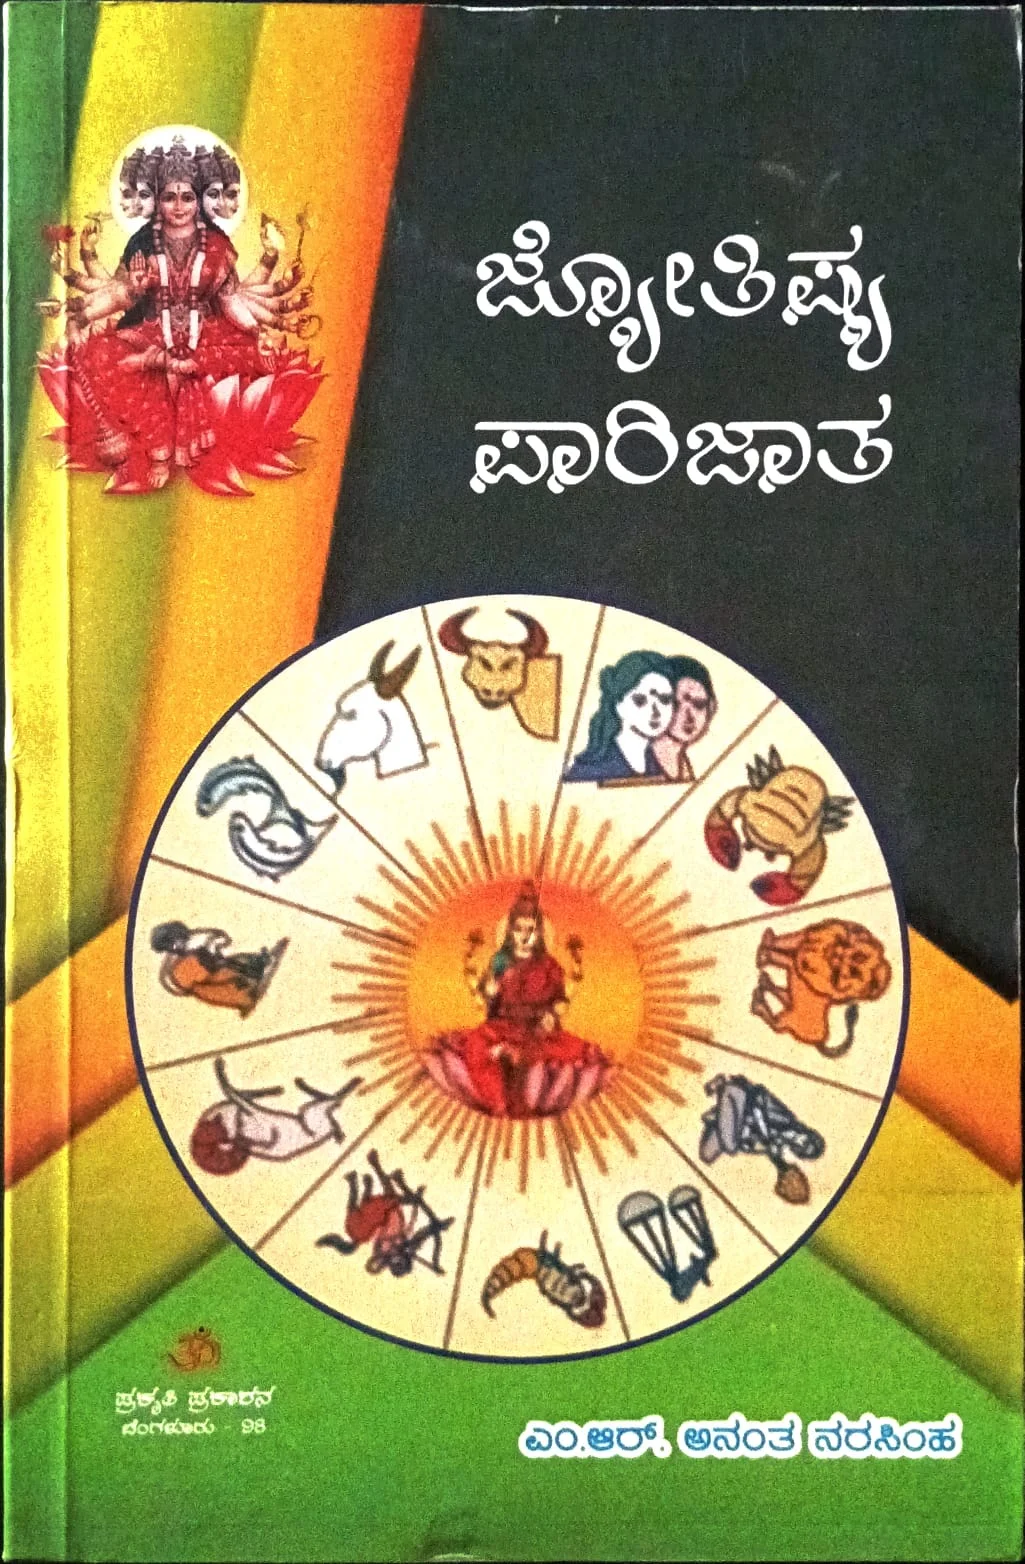 ಜ್ಯೋತಿಷ್ಯ
ಪಾರಿಜಾತ
ಪ್ರಕೃತಿ ಪ್ರಕಾಶನ
ಬೆಂಗಳೂರು - 98
ಎಂ.ಆರ್. ಅನಂತ ನರಸಿಂಹ